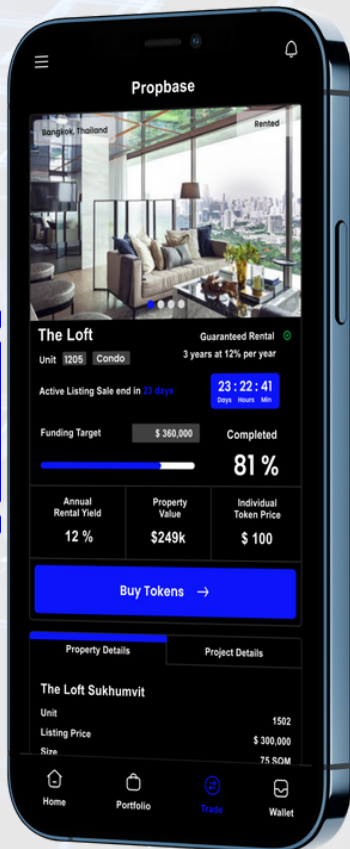 Propbase
Bangkok, Thailand Rented
The Loft Guaranteed Rental
Unit 1205 Condo 3 years at 12% per year
Active Listing Sale end in 23 days 23 : 22 : 41
Days Hours Min
Funding Target $ 360,000 Completed
81 %
Annual Rental Yield Property Value Individual Token Price
12 % $249k $ 100
Buy Tokens →
Property Details Project Details
The Loft Sukhumvit
Unit 1502
Listing Price $ 300,000
Size 75 SQM
Home Portfolio Trade Wallet